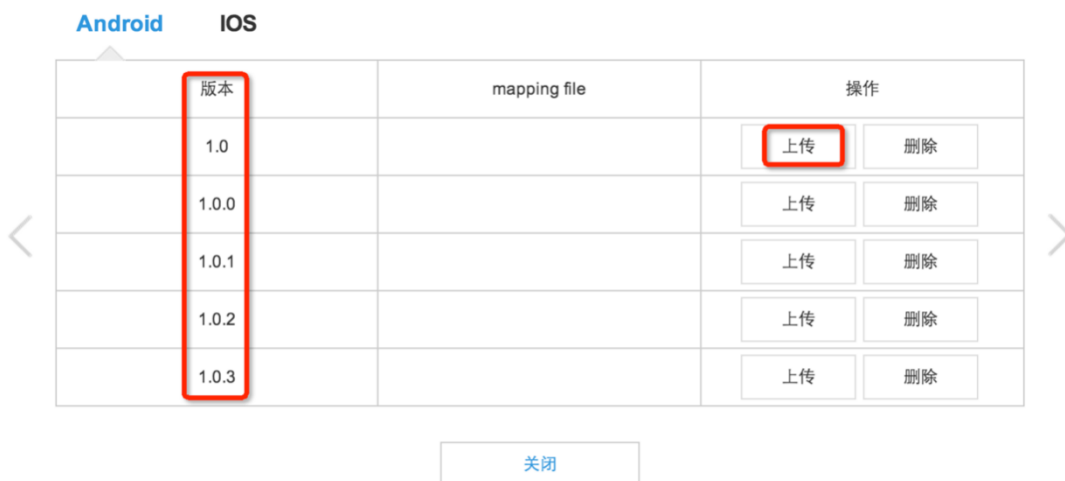 Android IOS
版本 mapping file 操作
1.0 上传 删除
1.0.0 上传 删除
1.0.1 上传 删除
1.0.2 上传 删除
1.0.3 上传 删除
关闭